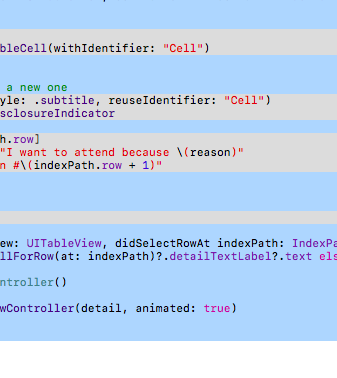 bleCell(withIdentifier: "Cell")
a new one
yle: .subtitle, reuseIdentifier: "Cell")
sclosureIndicator
h.row]
"I want to attend because \(reason)"
n #\(indexPath.row + 1)"
ew: UITableView, didSelectRowAt indexPath: IndexPa
llForRow(at: indexPath)?.detailTextLabel?.text els
ntroller()
wController(detail, animated: true)